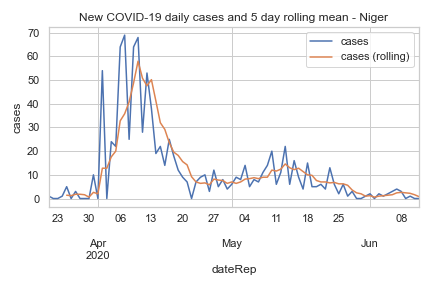 New COVID-19 daily cases and 5 day rolling mean - Niger
cases
cases (rolling)
70
60
50
40
30
20
10
0
cases
23 30 06 13 20 27 04 11 18 25 08
Apr May Jun
2020
dateRep